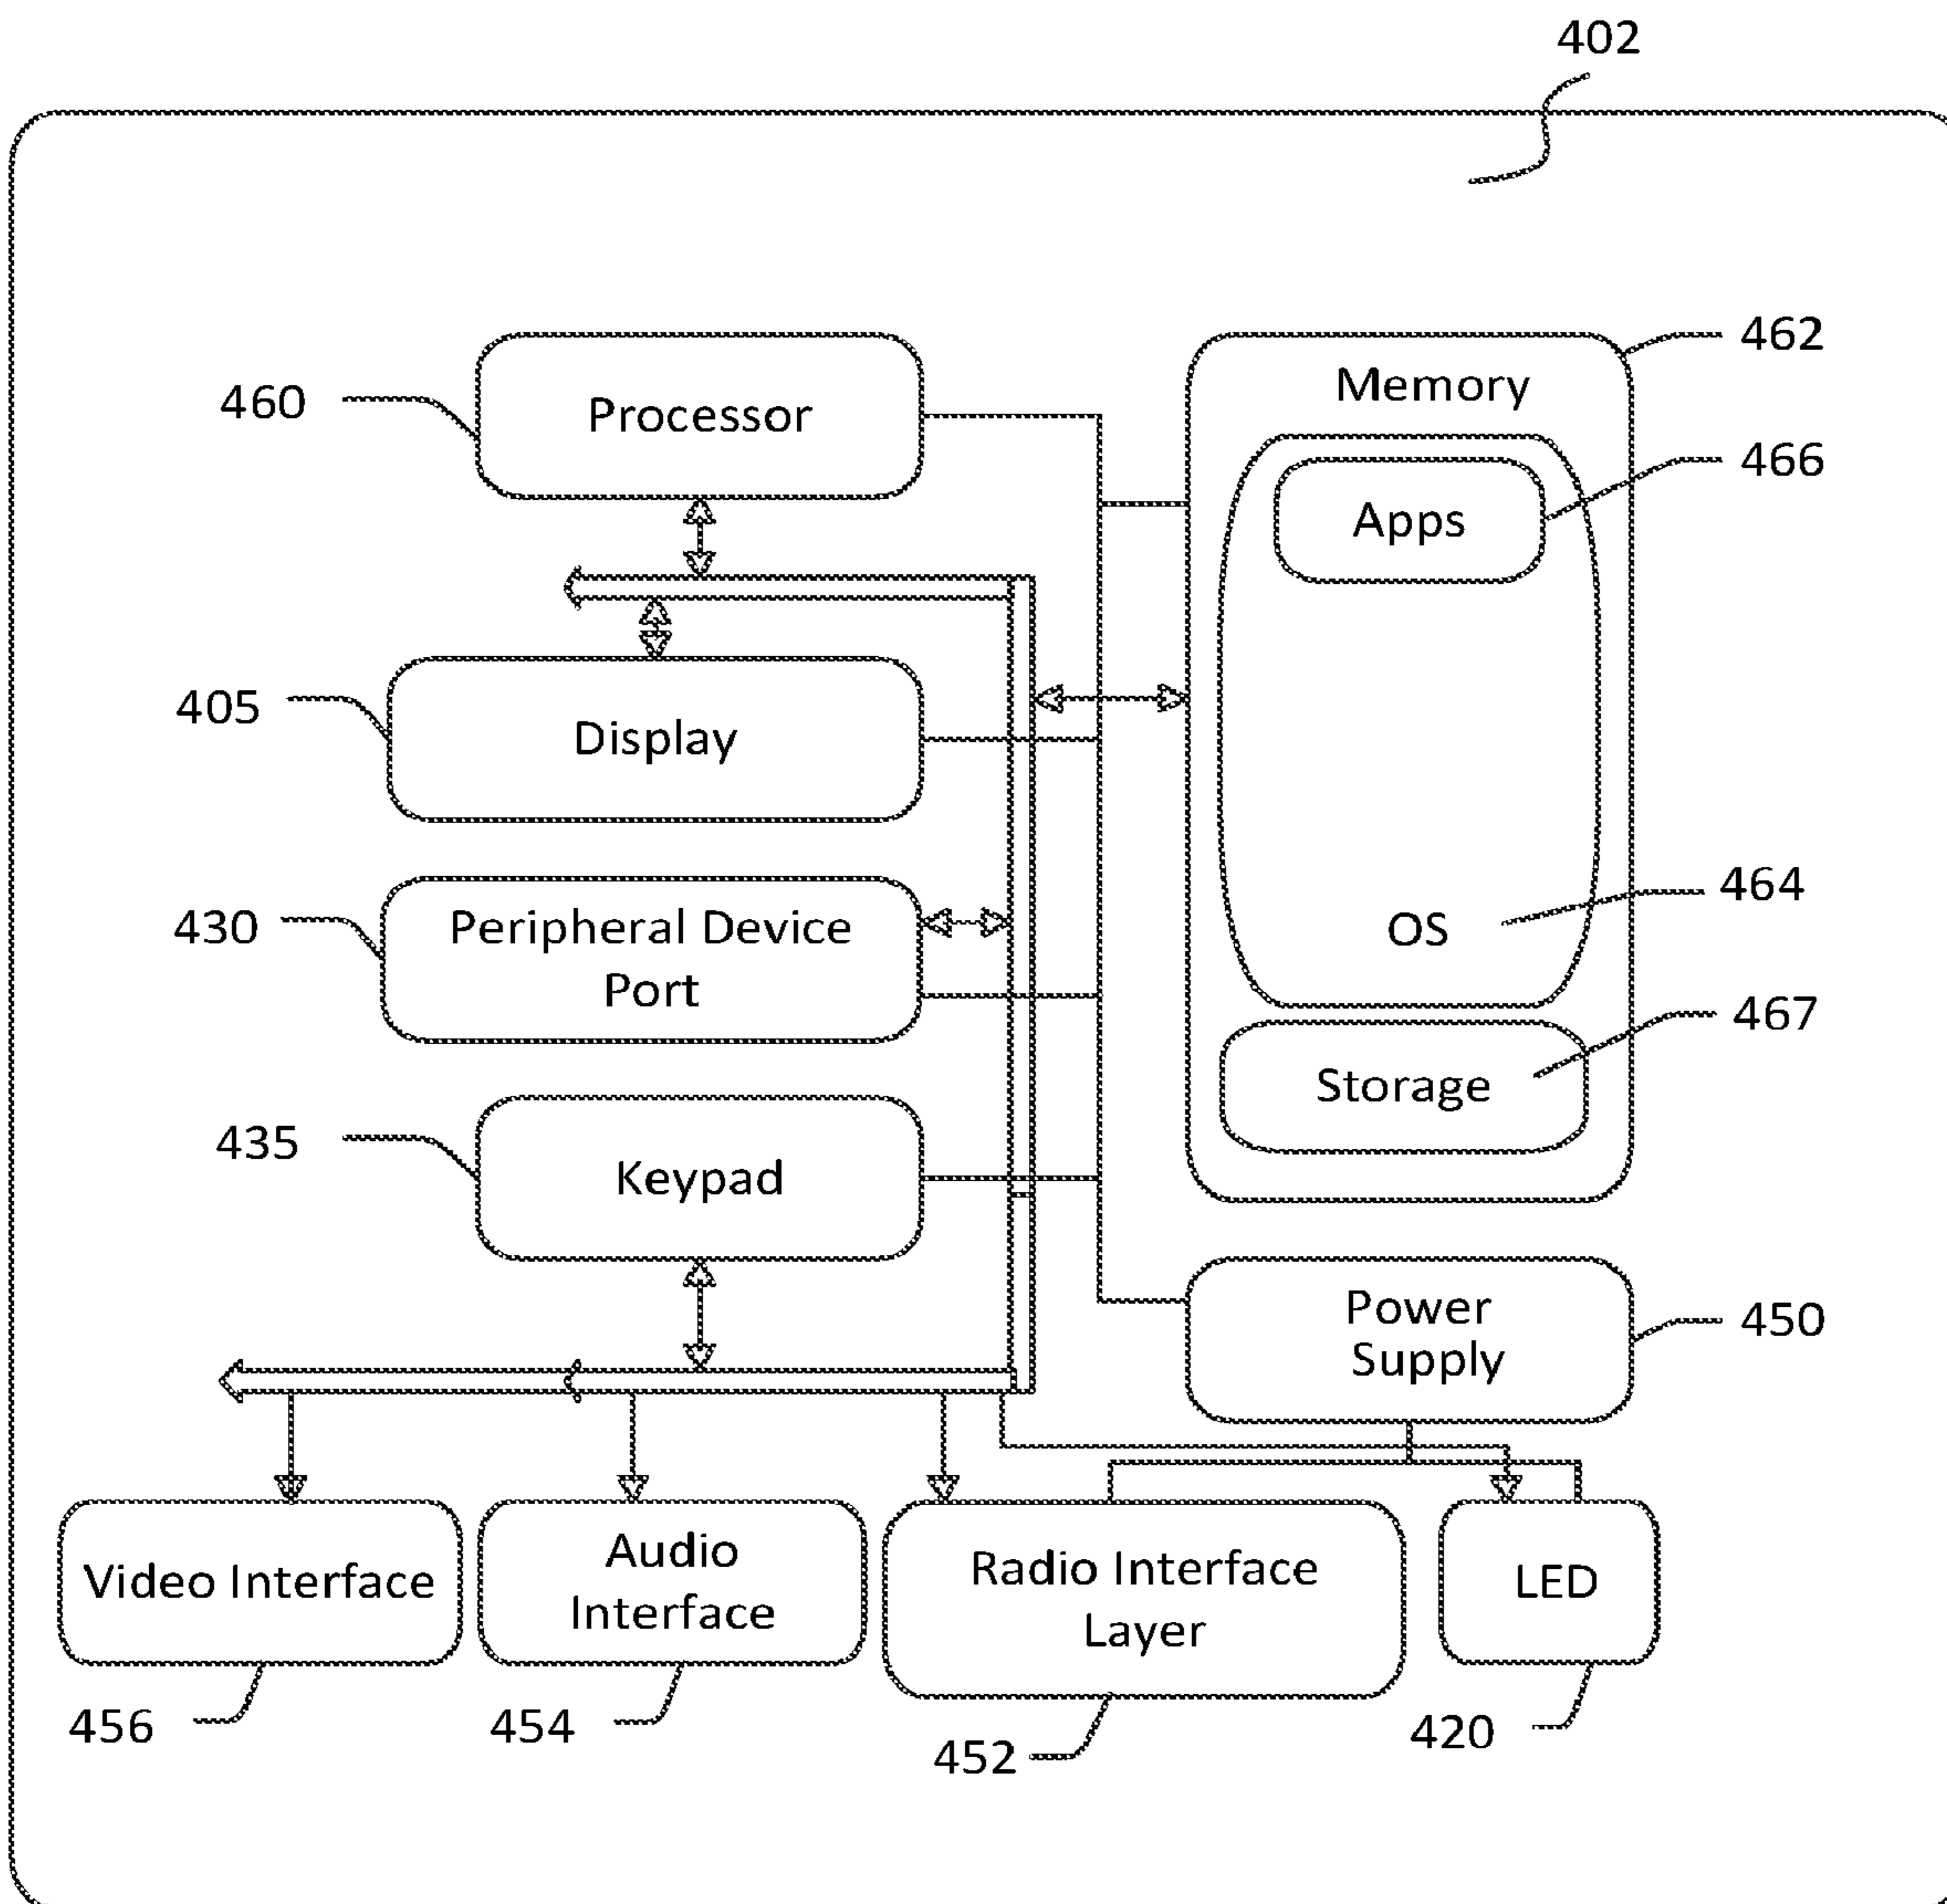 402
460
Processor
Memory
462
Apps
466
405
Display
430
Peripheral Device
Port
OS
464
Storage
467
435
Keypad
Power
Supply
450
Video Interface
Audio
Interface
Radio Interface
Layer
LED
456
454
452
420